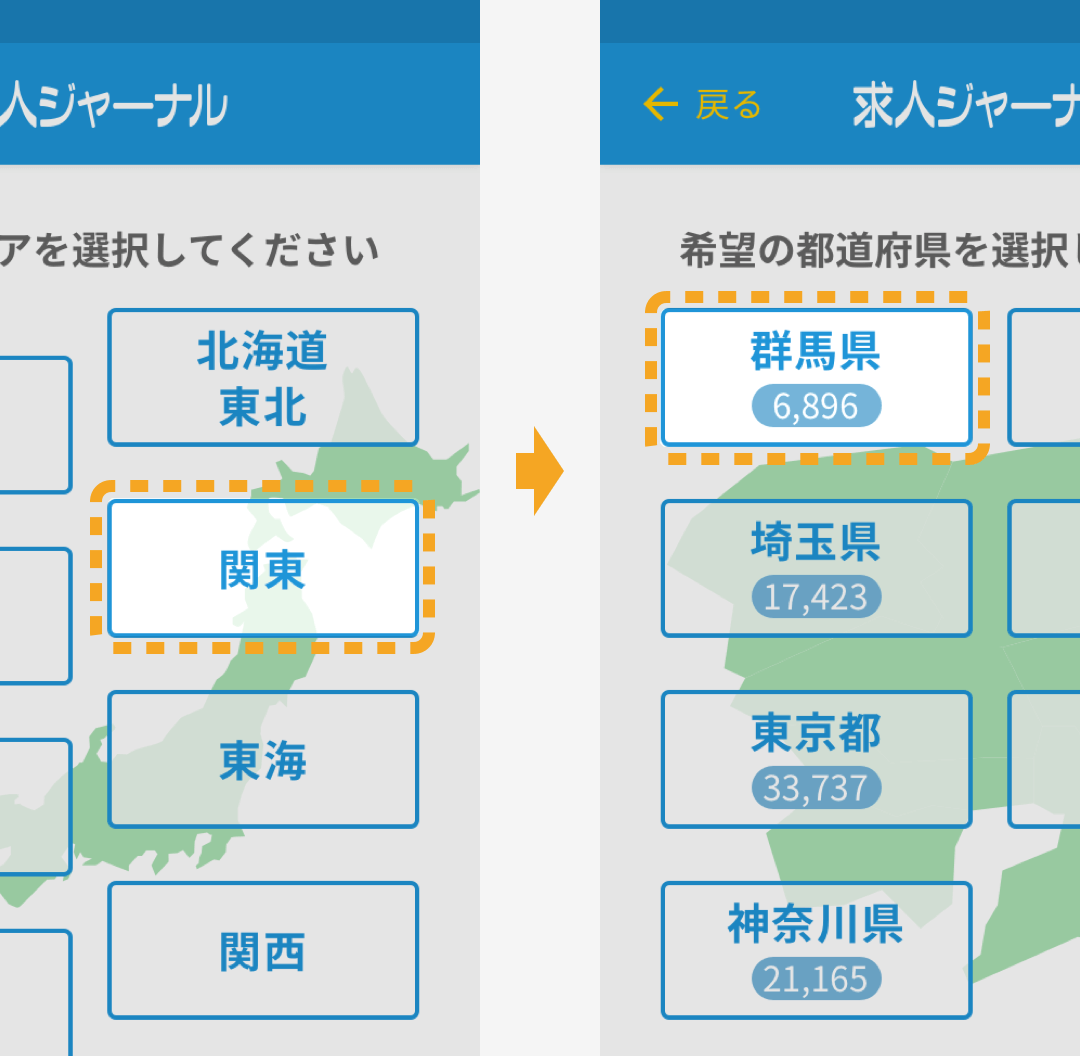 人ジャーナル
アを選択してください
北海道
東北
関東
東海
関西
← 戻る
求人ジャーナ
希望の都道府県を選択
群馬県
6,896
埼玉県
17,423
東京都
33,737
神奈川県
21,165